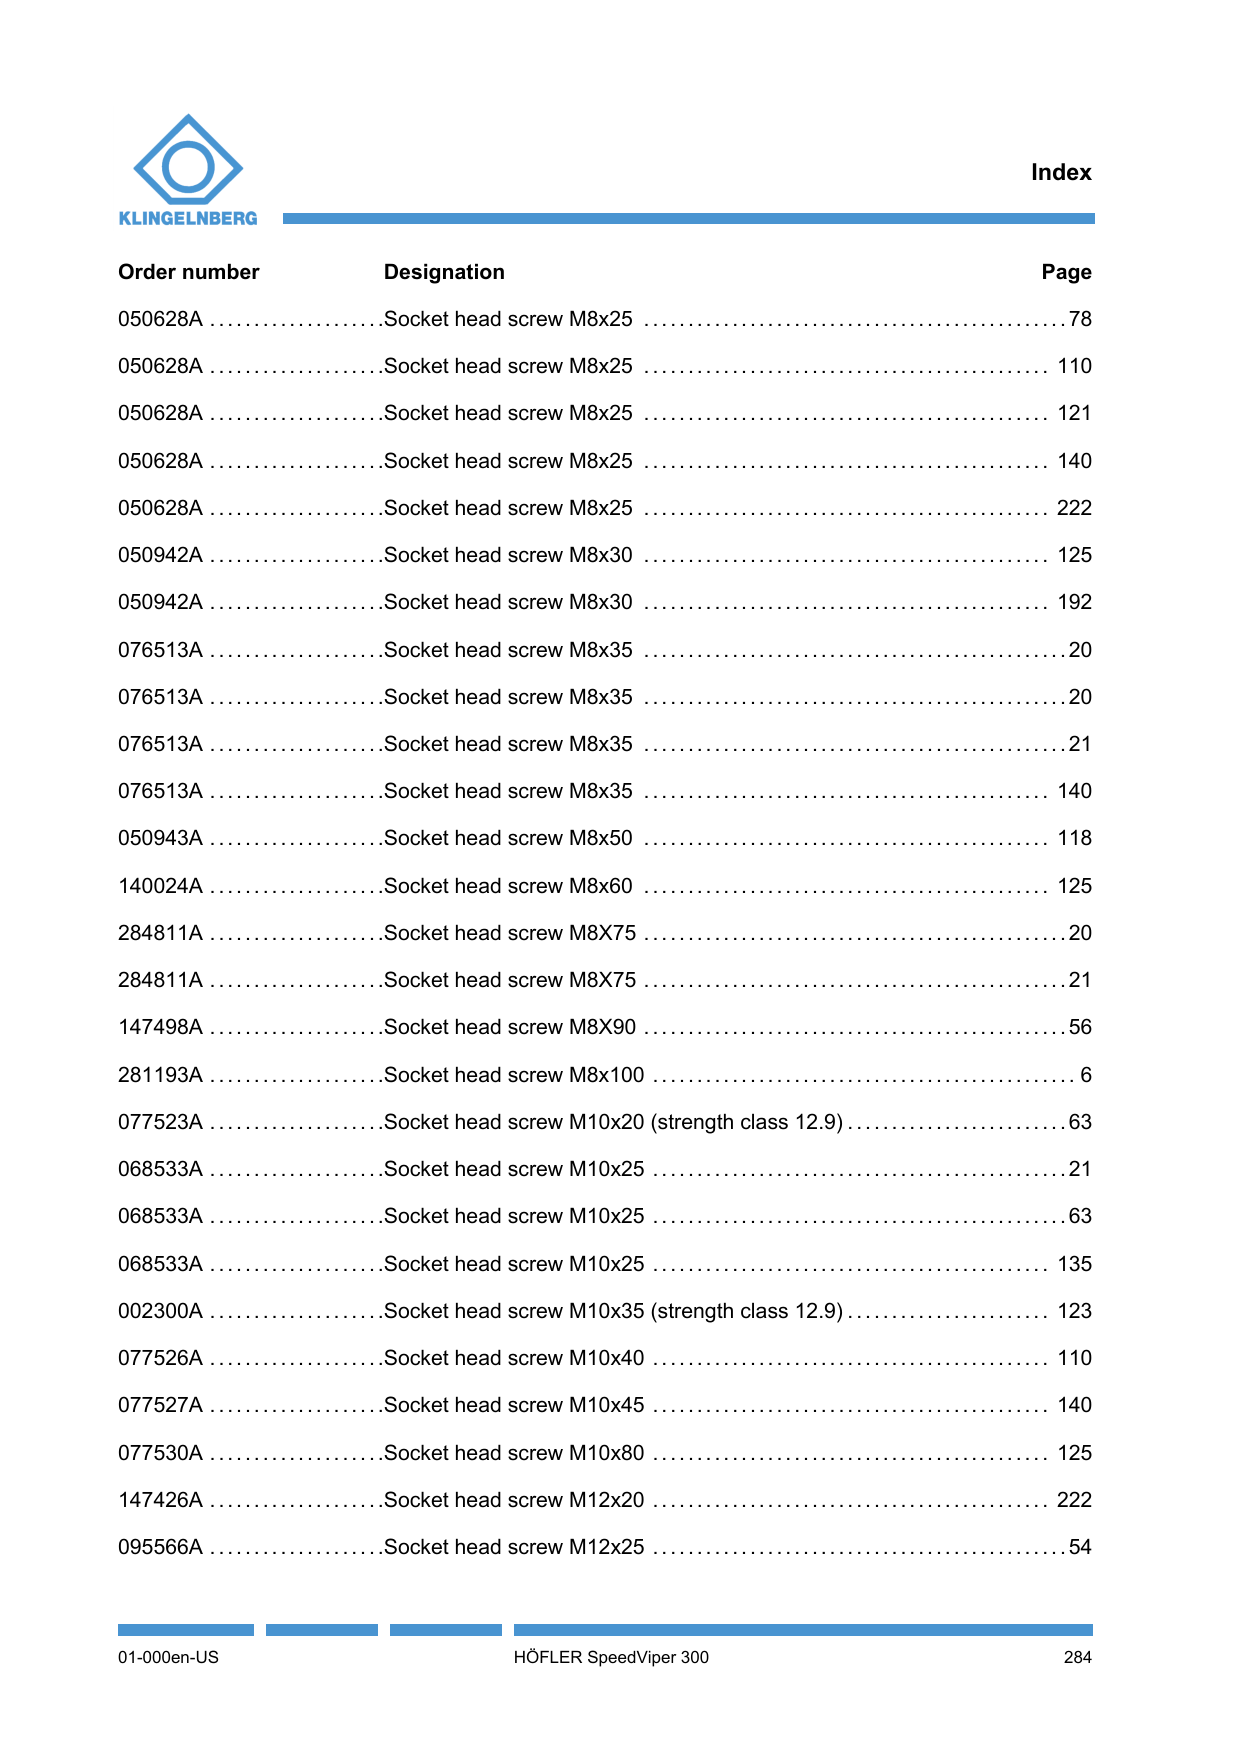 KLINGELNBERG
Index
Order number Designation Page
050628A ....................Socket head screw M8x25 ................................................78
050628A ....................Socket head screw M8x25 .............................................. 110
050628A ....................Socket head screw M8x25 .............................................. 121
050628A ....................Socket head screw M8x25 .............................................. 140
050628A ....................Socket head screw M8x25 .............................................. 222
050942A ....................Socket head screw M8x30 .............................................. 125
050942A ....................Socket head screw M8x30 .............................................. 192
076513A ....................Socket head screw M8x35 ................................................20
076513A ....................Socket head screw M8x35 ................................................20
076513A ....................Socket head screw M8x35 ................................................21
076513A ....................Socket head screw M8x35 .............................................. 140
050943A ....................Socket head screw M8x50 .............................................. 118
140024A ....................Socket head screw M8x60 .............................................. 125
284811A ....................Socket head screw M8X75 ................................................20
284811A ....................Socket head screw M8X75 ................................................21
147498A ....................Socket head screw M8X90 ................................................56
281193A ....................Socket head screw M8x100 ................................................ 6
077523A ....................Socket head screw M10x20 (strength class 12.9) .........................63
068533A ....................Socket head screw M10x25 ...............................................21
068533A ....................Socket head screw M10x25 ...............................................63
068533A ....................Socket head screw M10x25 ............................................. 135
002300A ....................Socket head screw M10x35 (strength class 12.9) ....................... 123
077526A ....................Socket head screw M10x40 ............................................. 110
077527A ....................Socket head screw M10x45 ............................................. 140
077530A ....................Socket head screw M10x80 ............................................. 125
147426A ....................Socket head screw M12x20 ............................................. 222
095566A ....................Socket head screw M12x25 ...............................................54
01-000en-US HÖFLER SpeedViper 300 284